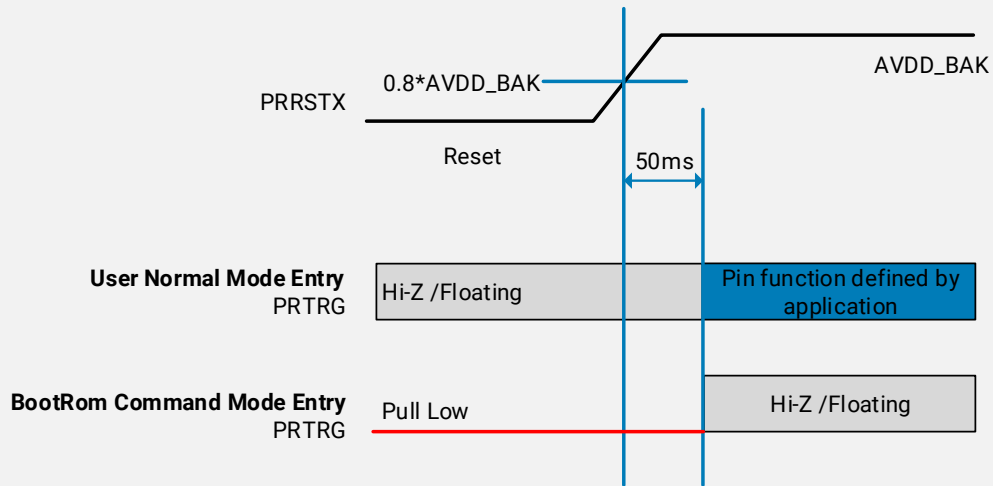 AVDD_BAK
0.8*AVDD_BAK
PRRSTX
Reset
50ms
User Normal Mode Entry
PRTRG
Hi-Z /Floating
Pin function defined by
application
BootRom Command Mode Entry
PRTRG
Pull Low
Hi-Z /Floating